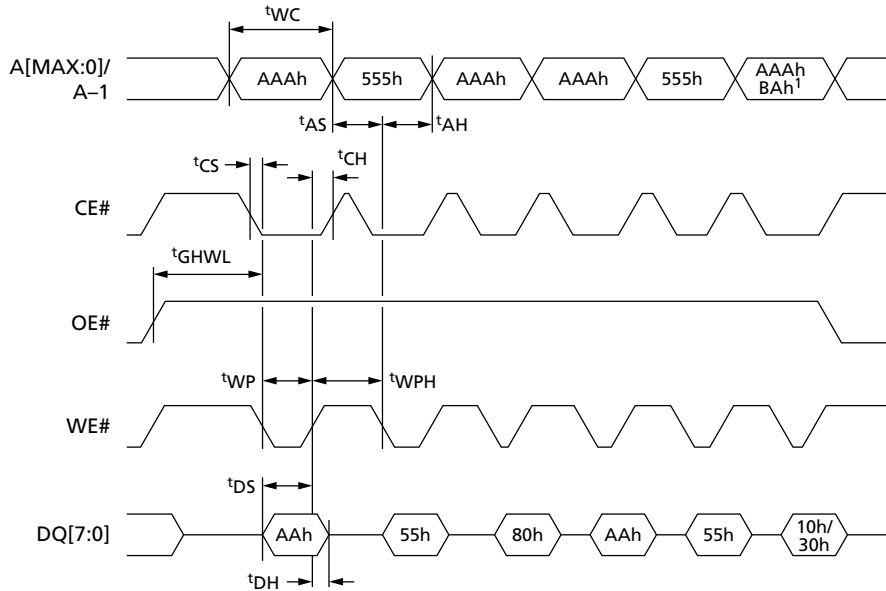 tWC
A[MAX:0]/
A–1
AAAh
555h
AAAh
AAAh
555h
AAAh
BAh1
tAS
tAH
tCS
tCH
CE#
tGHWL
OE#
tWP
tWPH
WE#
tDS
DQ[7:0]
AAh
55h
80h
AAh
55h
10h/
30h
tDH